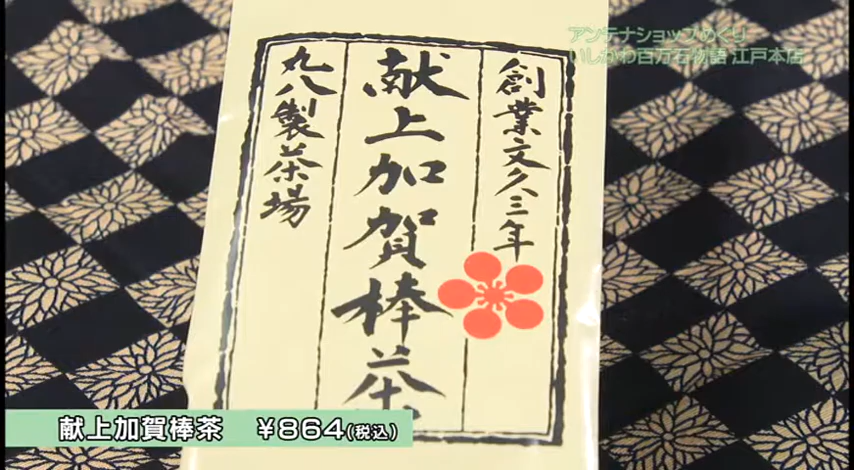 アンテナショップめぐり
いしかわ百万石物語 江戸本店
創業文久三年
献上加賀棒茶
丸八製茶場
献上加賀棒茶 ¥864(税込)